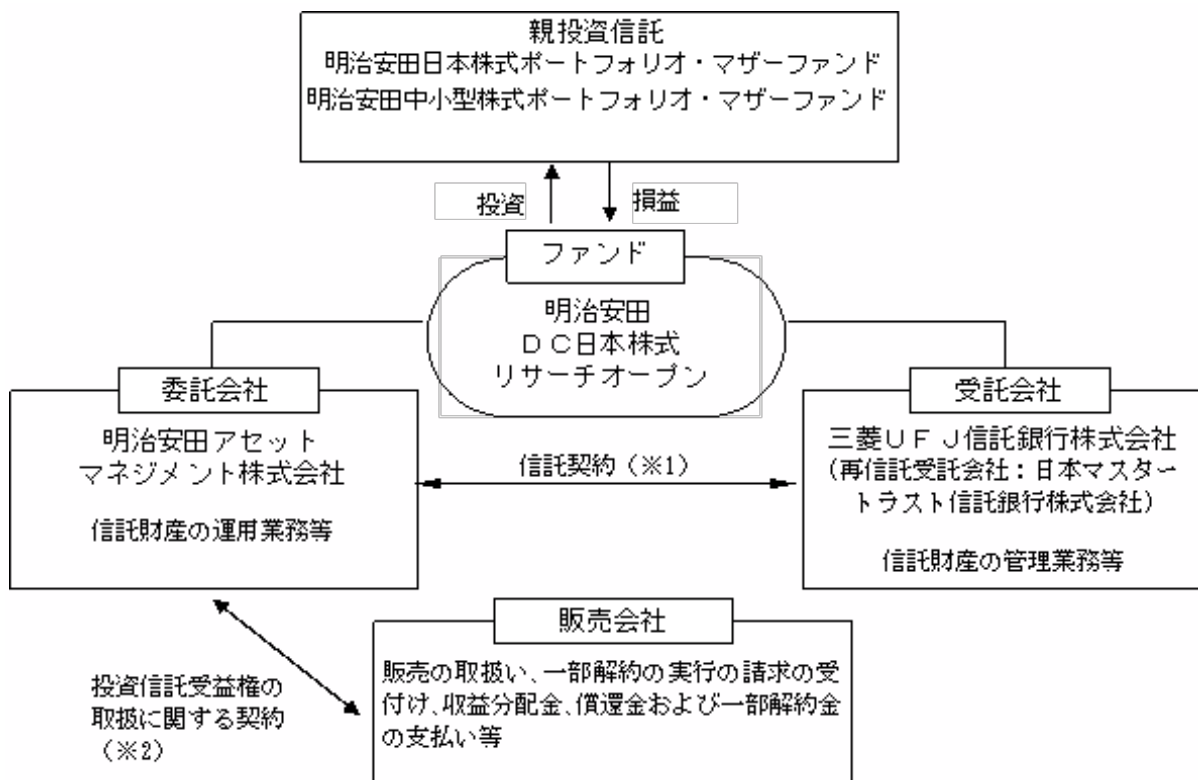 親投資信託
明治安田日本株式ポートフォリオ・マザーファンド
明治安田中小型株式ポートフォリオ・マザーファンド
投資
損益
ファンド
明治安田
ＤＣ日本株式
リサーチオープン
委託会社
明治安田アセット
マネジメント株式会社
信託財産の運用業務等
信託契約（※1）
受託会社
三菱ＵＦＪ信託銀行株式会社
(再信託受託会社：日本マスター
トラスト信託銀行株式会社)
信託財産の管理業務等
販売会社
販売の取扱い、一部解約の実行の請求の受
付け、収益分配金、償還金および一部解約金
の支払い等
投資信託受益権の
取扱に関する契約
（※2）